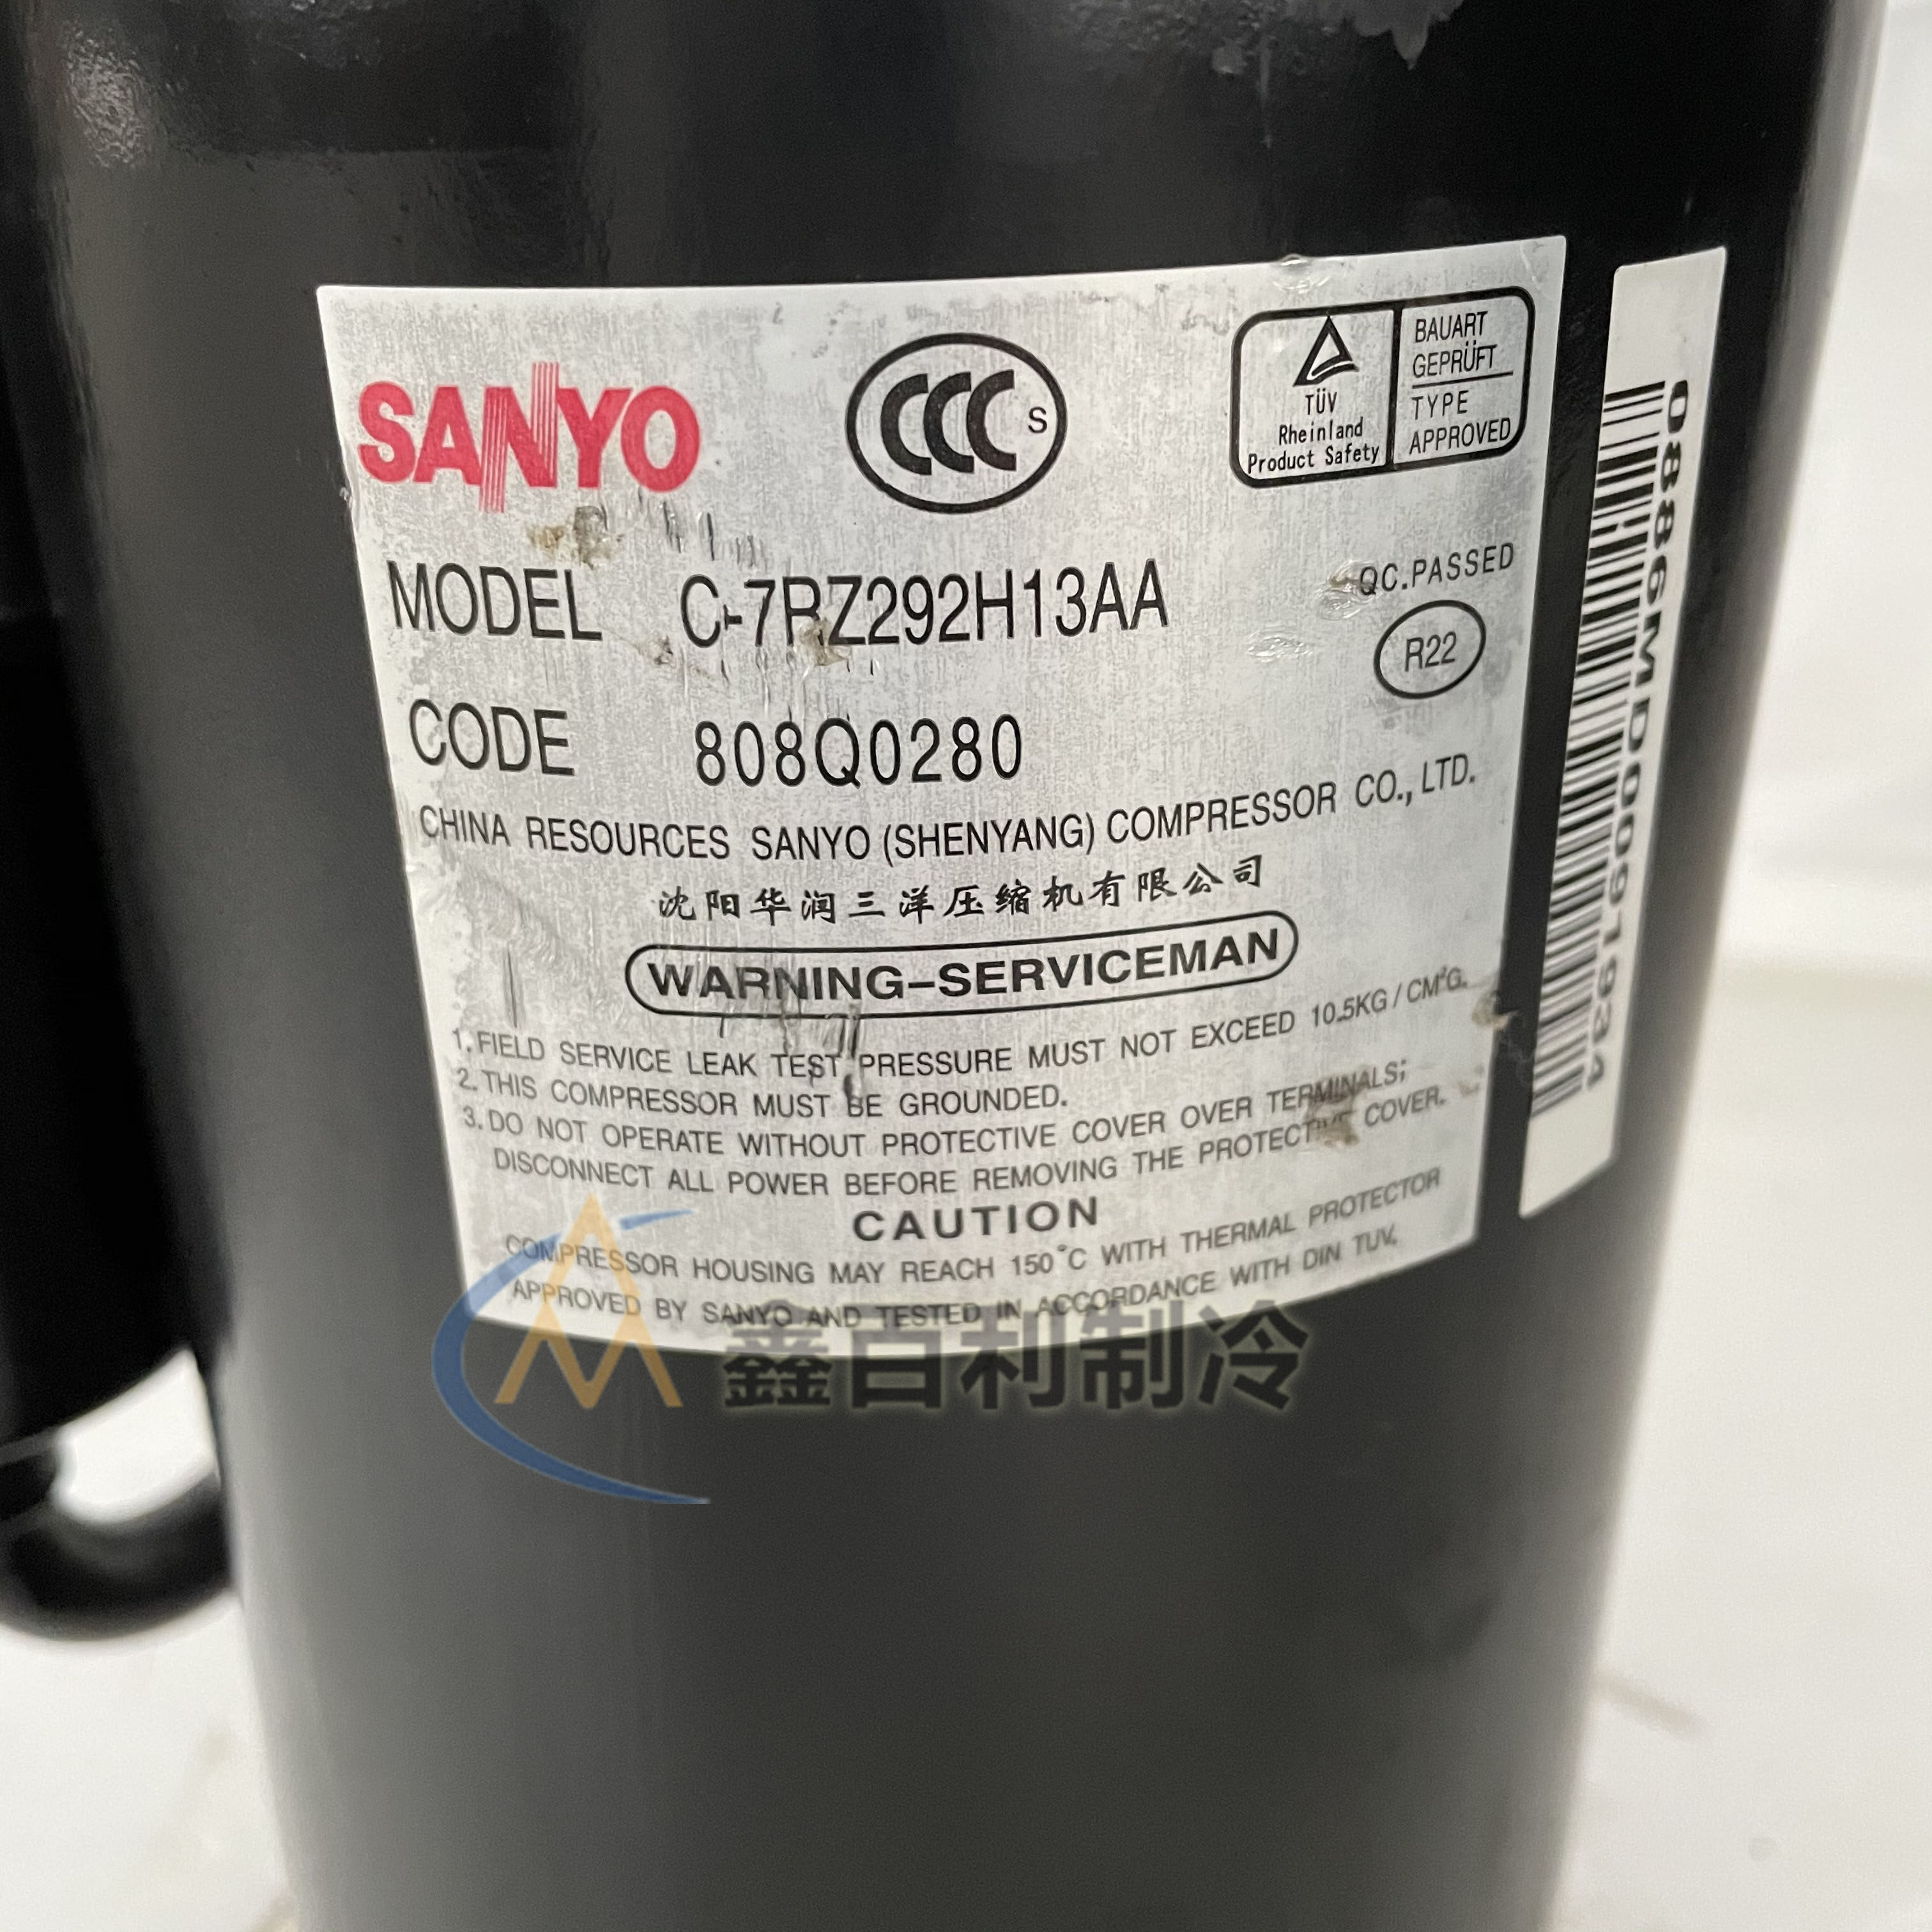 SANYO
CCC S
TÜV
Rheinland
Product Safety
BAUART
GEPRÜFT
TYPE
APPROVED
MODEL C-7RZ292H13AA
QC.PASSED
R22
CODE 808Q0280
CHINA RESOURCES SANYO (SHENYANG) COMPRESSOR CO., LTD.
沈阳华润三洋压缩机有限公司
WARNING-SERVICEMAN
1. FIELD SERVICE LEAK TEST PRESSURE MUST NOT EXCEED 10.5KG / CM²G.
2. THIS COMPRESSOR MUST BE GROUNDED.
3. DO NOT OPERATE WITHOUT PROTECTIVE COVER OVER TERMINALS;
DISCONNECT ALL POWER BEFORE REMOVING THE PROTECTIVE COVER.
CAUTION
COMPRESSOR HOUSING MAY REACH 150°C WITH THERMAL PROTECTOR
APPROVED BY SANYO AND TESTED IN ACCORDANCE WITH DIN TUV.
0886MD0091934
鑫百利制冷